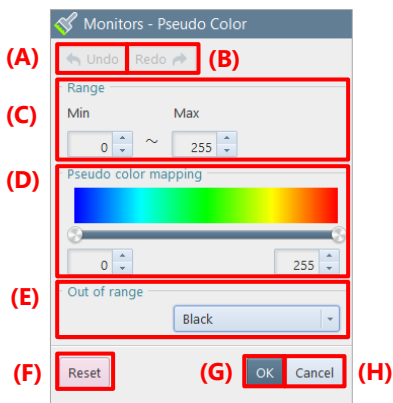 Monitors - Pseudo Color
(A) Undo Redo (B)
Range
(C) Min Max
0 ~ 255
(D) Pseudo color mapping
0 255
(E) Out of range
Black
(F) Reset (G) OK Cancel (H)